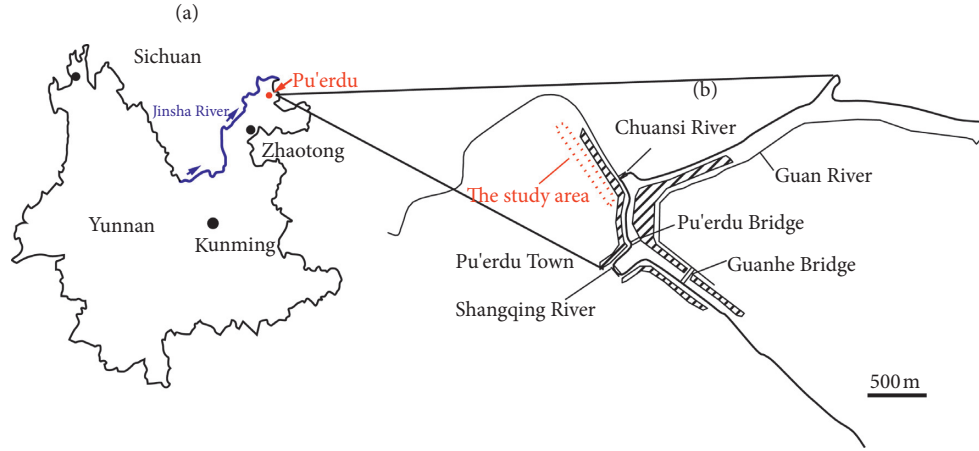 (a)
Sichuan
Pu'erdu
Jinsha River
Zhaotong
Yunnan
Kunming
(b)
Chuansi River
Guan River
The study area
Pu'erdu Bridge
Pu'erdu Town
Guanhe Bridge
Shangqing River
500 m